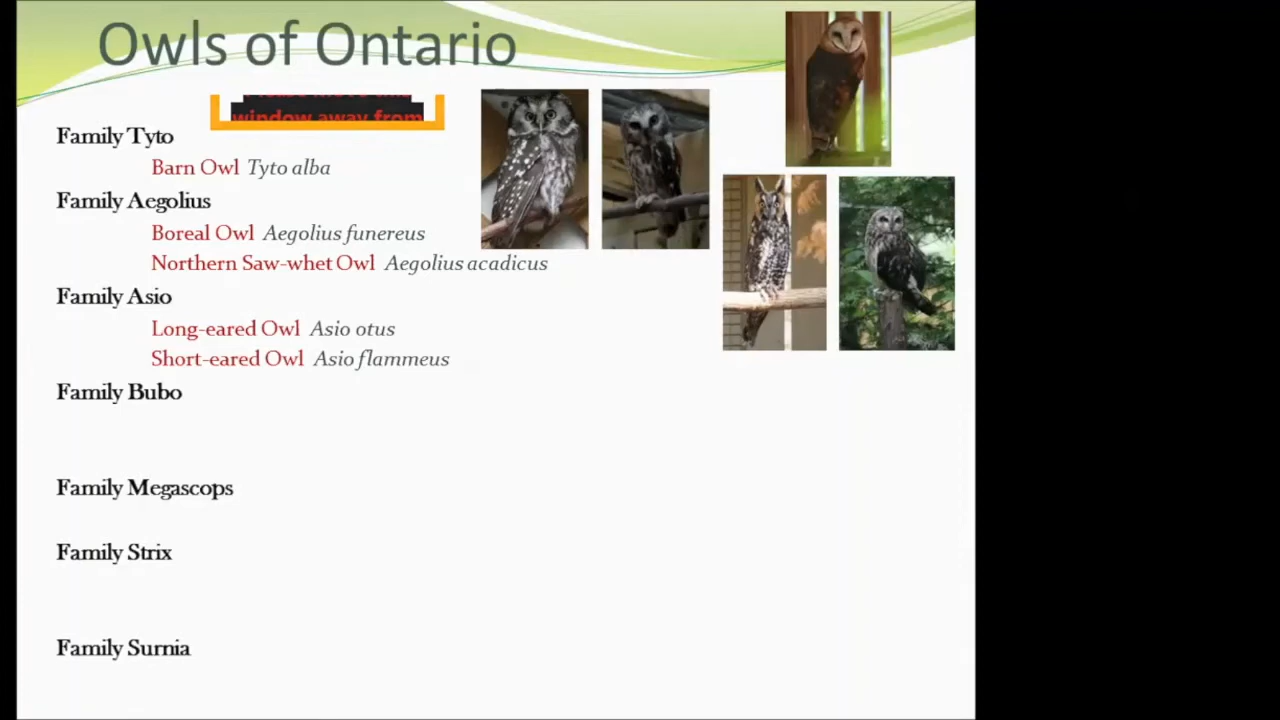 Owls of Ontario
window away from
Family Tyto
Barn Owl Tyto alba
Family Aegolius
Boreal Owl Aegolius funereus
Northern Saw-whet Owl Aegolius acadicus
Family Asio
Long-eared Owl Asio otus
Short-eared Owl Asio flammeus
Family Bubo
Family Megascops
Family Strix
Family Surnia